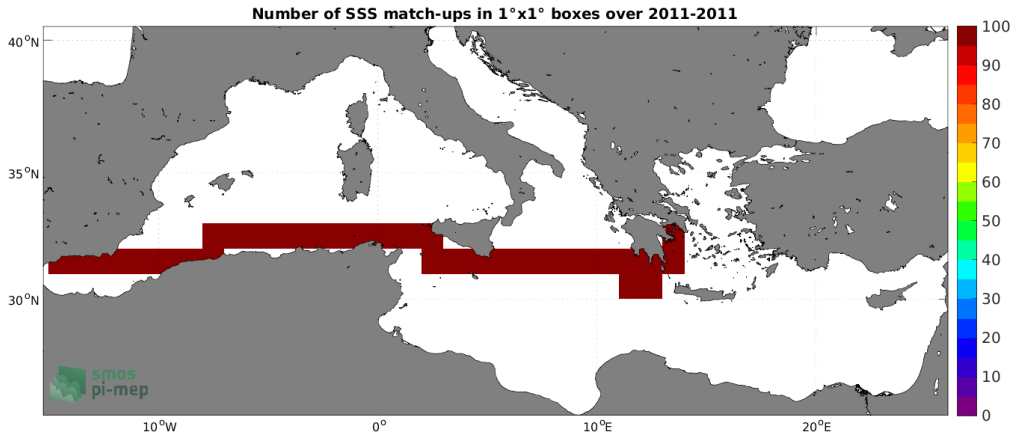 Number of SSS match-ups in 1°x1° boxes over 2011-2011
40°N
35°N
30°N
10°W
0°
10°E
20°E
100
90
80
70
60
50
40
30
20
10
0
smos
pi-mep